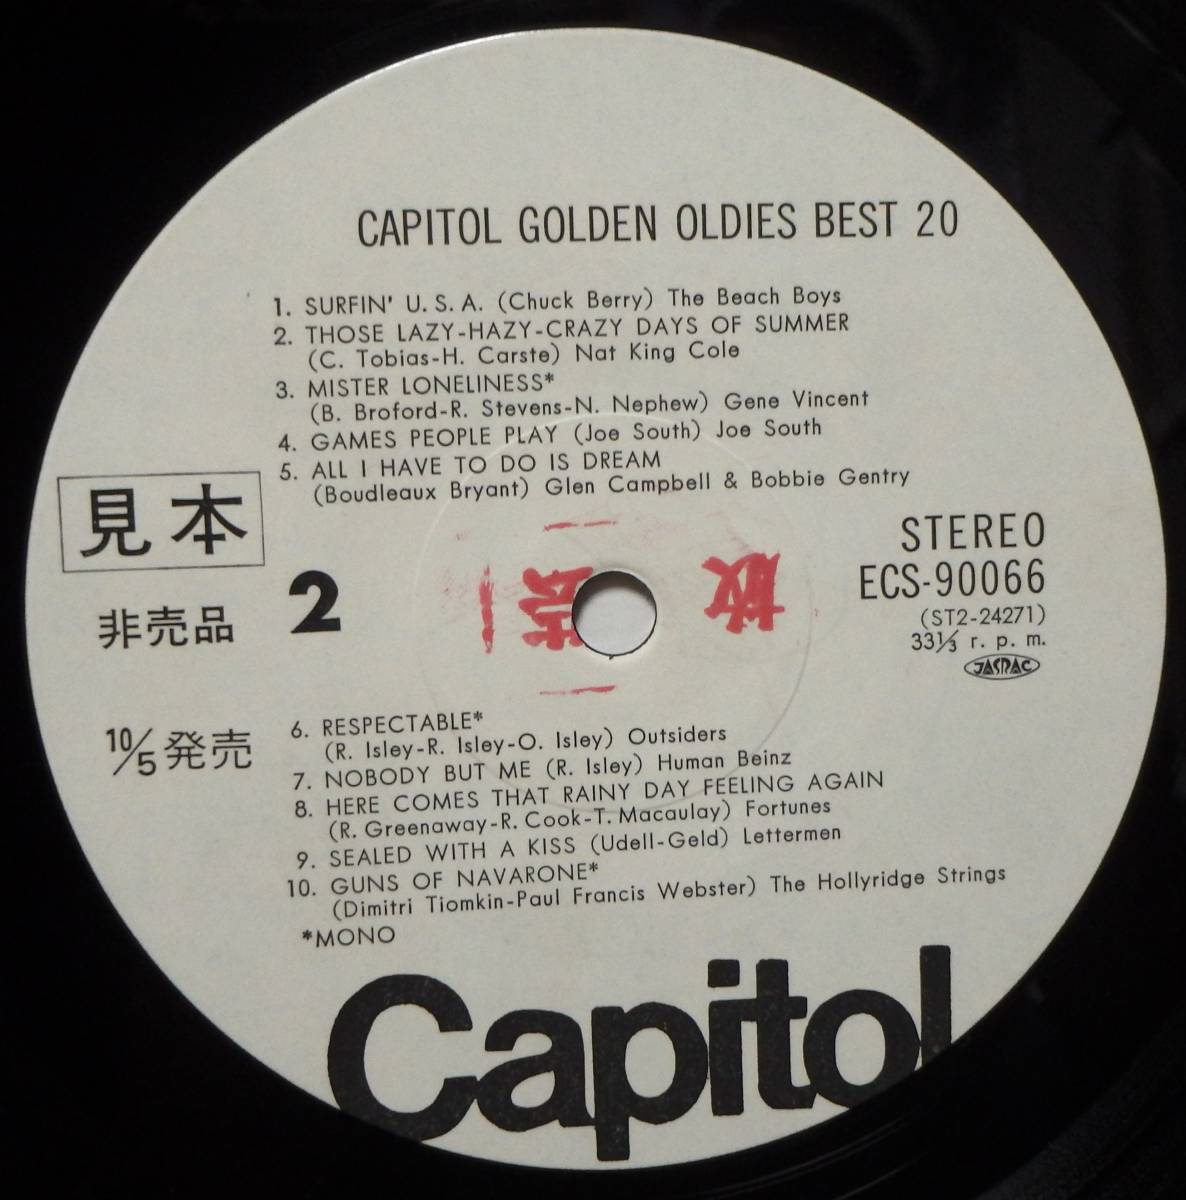 CAPITOL GOLDEN OLDIES BEST 20
1. SURFIN' U. S. A. (Chuck Berry) The Beach Boys
2. THOSE LAZY-HAZY-CRAZY DAYS OF SUMMER
(C. Tobias-H. Carste) Nat King Cole
3. MISTER LONELINESS*
(B. Broford-R. Stevens-N. Nephew) Gene Vincent
4. GAMES PEOPLE PLAY (Joe South) Joe South
5. ALL I HAVE TO DO IS DREAM
(Boudleaux Bryant) Glen Campbell & Bobbie Gentry
見本
非売品
10/5発売
2
放
STEREO
ECS-90066
(ST2-24271)
33⅓ r. p. m.
JASRAC
6. RESPECTABLE*
(R. Isley-R. Isley-O. Isley) Outsiders
7. NOBODY BUT ME (R. Isley) Human Beinz
8. HERE COMES THAT RAINY DAY FEELING AGAIN
(R. Greenaway-R. Cook-T. Macaulay) Fortunes
9. SEALED WITH A KISS (Udell-Geld) Lettermen
10. GUNS OF NAVARONE*
(Dimitri Tiomkin-Paul Francis Webster) The Hollyridge Strings
*MONO
Capitol